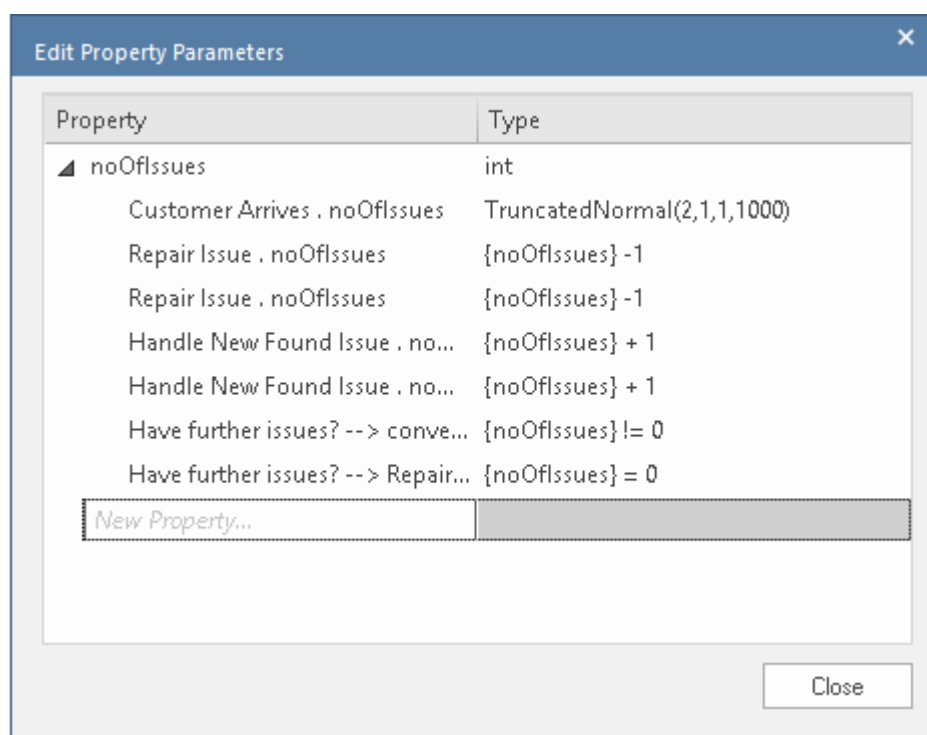 Edit Property Parameters
Property Type
noOfIssues int
Customer Arrives . noOfIssues TruncatedNormal(2,1,1,1000)
Repair Issue . noOfIssues {noOfIssues} -1
Repair Issue . noOfIssues {noOfIssues} -1
Handle New Found Issue . no... {noOfIssues} + 1
Handle New Found Issue . no... {noOfIssues} + 1
Have further issues? --> conve... {noOfIssues} != 0
Have further issues? --> Repair... {noOfIssues} = 0
New Property...
Close